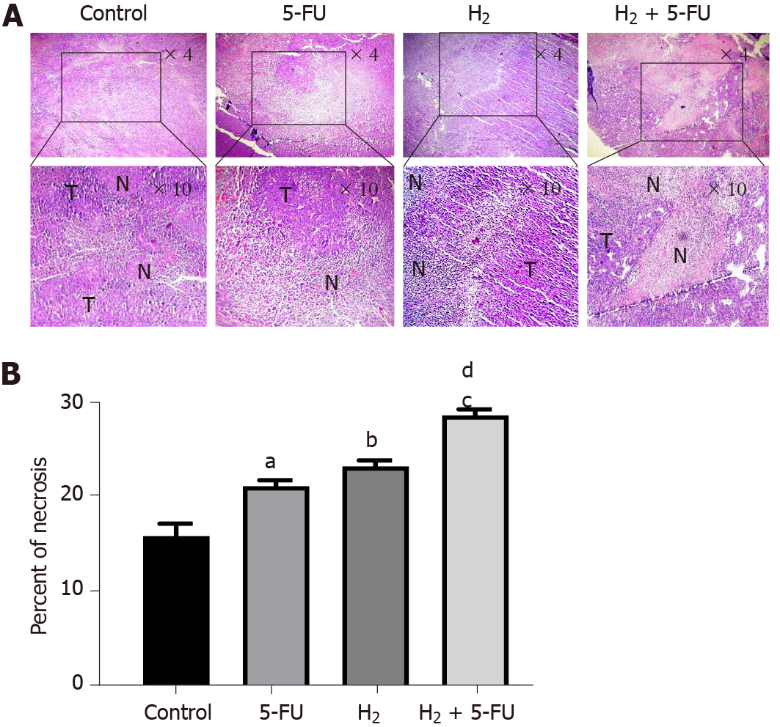 A
Control 5-FU H₂ H₂ + 5-FU
× 4 × 4 × 4 × 4
T N × 10 T × 10 N × 10 N × 10
N N N T T N
T
B
30
20
10
0
Percent of necrosis
a
b
d
c
Control 5-FU H₂ H₂ + 5-FU